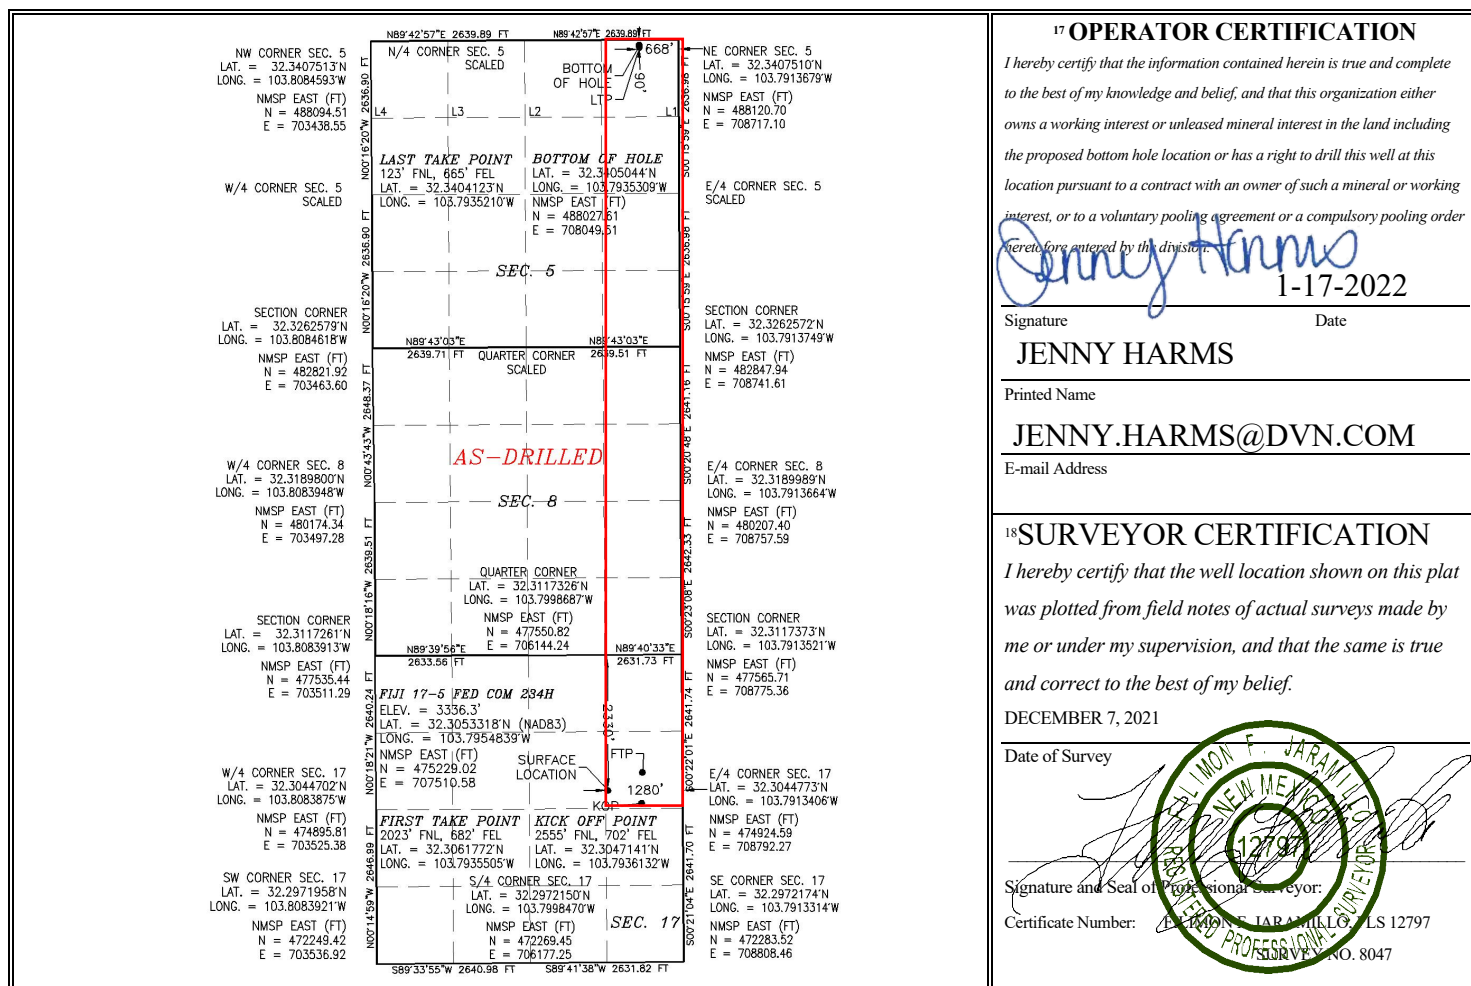 N89°42'57"E 2639.89 FT
N89°42'57"E 2639.89 FT
NW CORNER SEC. 5
LAT. = 32.3407513'N
LONG. = 103.8084593'W
NMSP EAST (FT)
N = 488094.51
E = 703438.55
N/4 CORNER SEC. 5
SCALED
668'
BOTTOM
OF HOLE
LTP
90'
NE CORNER SEC. 5
LAT. = 32.3407510'N
LONG. = 103.7913679'W
NMSP EAST (FT)
N = 488120.70
E = 708717.10
N00°16'20"W 2636.90 FT
S00°15'59"E 2636.98 FT
L4
L3
L2
L1
LAST TAKE POINT
123' FNL, 665' FEL
LAT. = 32.3404123'N
LONG. = 103.7935210'W
BOTTOM OF HOLE
LAT. = 32.3405044'N
LONG. = 103.7935309'W
NMSP EAST (FT)
N = 488027.61
E = 708049.51
W/4 CORNER SEC. 5
SCALED
E/4 CORNER SEC. 5
SCALED
N00°16'20"W 2636.90 FT
S00°15'59"E 2636.98 FT
SEC. 5
SECTION CORNER
LAT. = 32.3262579'N
LONG. = 103.8084618'W
NMSP EAST (FT)
N = 482821.92
E = 703463.60
N89°43'03"E
2639.71 FT
QUARTER CORNER
SCALED
N89°43'03"E
2639.51 FT
SECTION CORNER
LAT. = 32.3262572'N
LONG. = 103.7913749'W
NMSP EAST (FT)
N = 482847.94
E = 708741.61
N00°43'43"W 2648.37 FT
S00°20'48"E 2641.16 FT
AS-DRILLED
W/4 CORNER SEC. 8
LAT. = 32.3189800'N
LONG. = 103.8083948'W
NMSP EAST (FT)
N = 480174.34
E = 703497.28
SEC. 8
E/4 CORNER SEC. 8
LAT. = 32.3189989'N
LONG. = 103.7913664'W
NMSP EAST (FT)
N = 480207.40
E = 708757.59
N00°18'16"W 2639.51 FT
S00°23'08"E 2642.33 FT
QUARTER CORNER
LAT. = 32.3117326'N
LONG. = 103.7998687'W
NMSP EAST (FT)
N = 477550.82
E = 706144.24
SECTION CORNER
LAT. = 32.3117261'N
LONG. = 103.8083913'W
NMSP EAST (FT)
N = 477535.44
E = 703511.29
N89°39'56"E
2633.56 FT
N89°40'33"E
2631.73 FT
SECTION CORNER
LAT. = 32.3117373'N
LONG. = 103.7913521'W
NMSP EAST (FT)
N = 477565.71
E = 708775.36
N00°18'21"W 2640.24 FT
S00°22'01"E 2641.74 FT
FIJI 17-5 FED COM 234H
ELEV. = 3336.3'
LAT. = 32.3053318'N (NAD83)
LONG. = 103.7954839'W
NMSP EAST (FT)
N = 475229.02
E = 707510.58
2330'
SURFACE
LOCATION
FTP
1280'
KOP
W/4 CORNER SEC. 17
LAT. = 32.3044702'N
LONG. = 103.8083875'W
NMSP EAST (FT)
N = 474895.81
E = 703525.38
E/4 CORNER SEC. 17
LAT. = 32.3044773'N
LONG. = 103.7913406'W
NMSP EAST (FT)
N = 474924.59
E = 708792.27
FIRST TAKE POINT
2023' FNL, 682' FEL
LAT. = 32.3061772'N
LONG. = 103.7935505'W
KICK OFF POINT
2555' FNL, 702' FEL
LAT. = 32.3047141'N
LONG. = 103.7936132'W
N00°14'59"W 2646.99 FT
S00°21'04"E 2641.70 FT
SW CORNER SEC. 17
LAT. = 32.2971958'N
LONG. = 103.8083921'W
NMSP EAST (FT)
N = 472249.42
E = 703536.92
S/4 CORNER SEC. 17
LAT. = 32.2972150'N
LONG. = 103.7998470'W
NMSP EAST (FT)
N = 472269.45
E = 706177.25
SEC. 17
SE CORNER SEC. 17
LAT. = 32.2972174'N
LONG. = 103.7913314'W
NMSP EAST (FT)
N = 472283.52
E = 708808.46
S89°33'55"W 2640.98 FT
S89°41'38"W 2631.82 FT
17 OPERATOR CERTIFICATION
I hereby certify that the information contained herein is true and complete
to the best of my knowledge and belief, and that this organization either
owns a working interest or unleased mineral interest in the land including
the proposed bottom hole location or has a right to drill this well at this
location pursuant to a contract with an owner of such a mineral or working
interest, or to a voluntary pooling agreement or a compulsory pooling order
heretofore entered by the division.
Jenny Harms
1-17-2022
Signature Date
JENNY HARMS
Printed Name
JENNY.HARMS@DVN.COM
E-mail Address
18 SURVEYOR CERTIFICATION
I hereby certify that the well location shown on this plat
was plotted from field notes of actual surveys made by
me or under my supervision, and that the same is true
and correct to the best of my belief.
DECEMBER 7, 2021
Date of Survey
FILIMON F. JARAMILLO
NEW MEXICO
12797
REGISTERED PROFESSIONAL SURVEYOR
Signature and Seal of Professional Surveyor:
Certificate Number: FILIMON F. JARAMILLO, PLS 12797
SURVEY NO. 8047